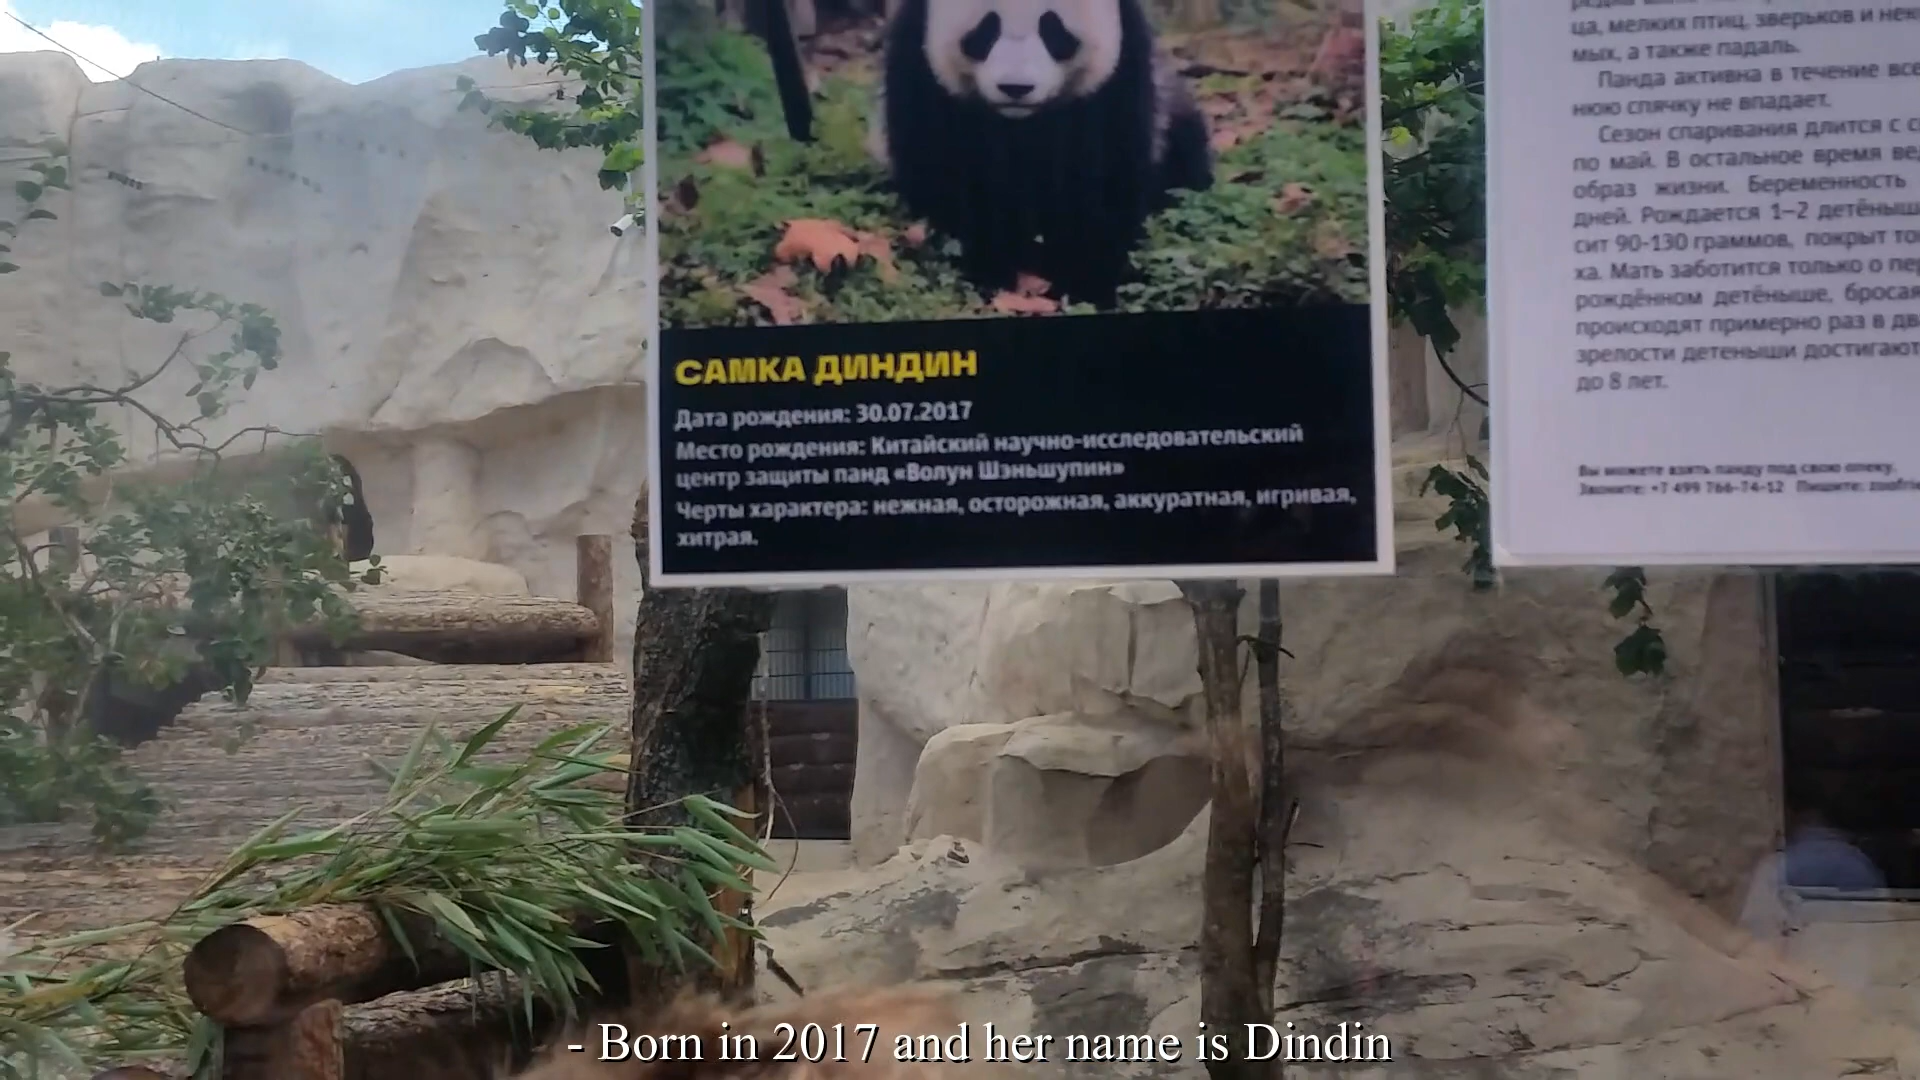 САМКА ДИНДИН
Дата рождения: 30.07.2017
Место рождения: Китайский научно-исследовательский
центр защиты панд «Волун Шэньшупин»
Черты характера: нежная, осторожная, аккуратная, игривая,
хитрая.
ца, мелких птиц, зверьков и
мых, а также падаль.
Панда активна в течение
нюю спячку не впадает.
Сезон спаривания длится с
по май. В остальное время
образ жизни. Беременность
дней. Рождается 1–2
сит 90-130 граммов, покрыт
ха. Мать заботится только о
рождённом детёныше,
происходят примерно раз в
зрелости детеныши достигают
до 8 лет.
Вы можете взять панду под свою опеку.
Звоните: +7 499 766-74-12 Пишите:
- Born in 2017 and her name is Dindin